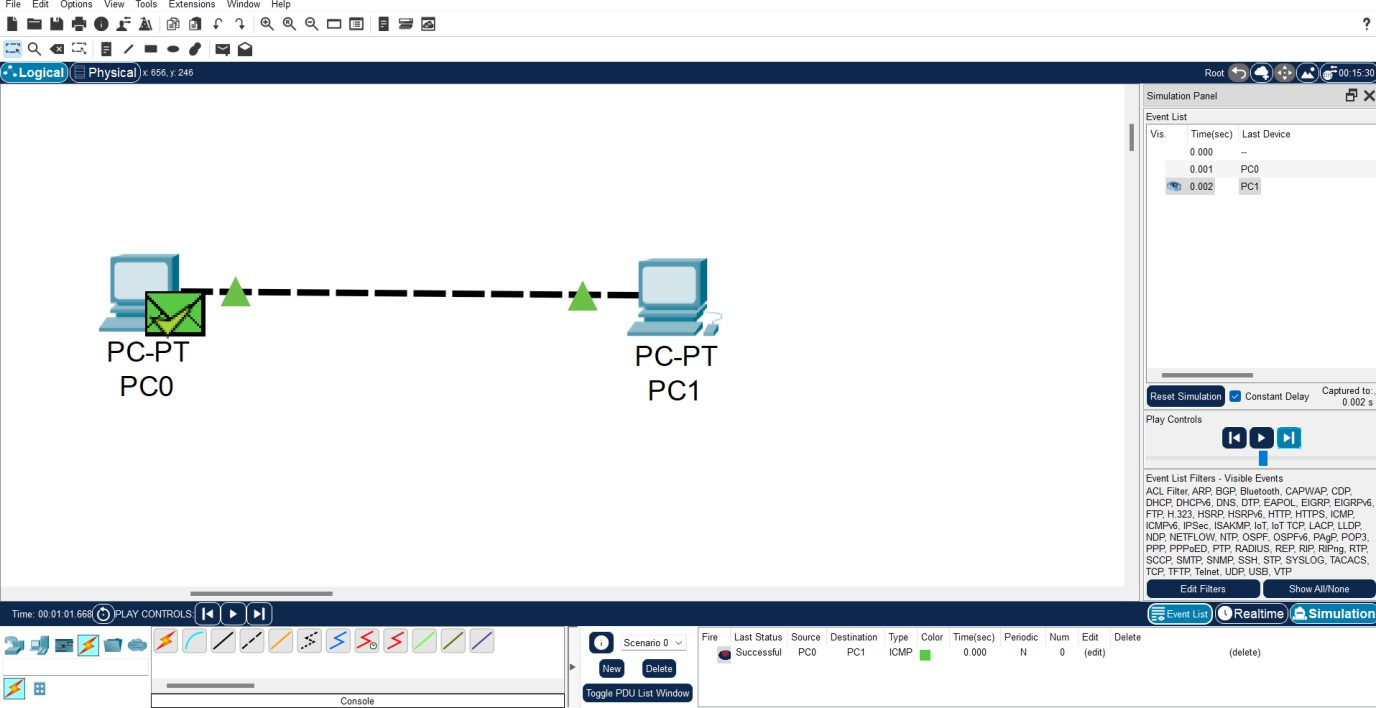 File Edit Options View Tools Extensions Window Help
?
Logical Physical x: 656, y: 246 Root 00:15:30
Simulation Panel
Event List
Vis. Time(sec) Last Device
0.000 --
0.001 PC0
0.002 PC1
PC-PT
PC0
PC-PT
PC1
Reset Simulation Constant Delay Captured to:
0.002 s
Play Controls
Event List Filters - Visible Events
ACL Filter, ARP, BGP, Bluetooth, CAPWAP, CDP,
DHCP, DHCPv6, DNS, DTP, EAPOL, EIGRP, EIGRPv6,
FTP, H.323, HSRP, HSRPv6, HTTP, HTTPS, ICMP,
ICMPv6, IPSec, ISAKMP, IoT, IoT TCP, LACP, LLDP,
NDP, NETFLOW, NTP, OSPF, OSPFv6, PAgP, POP3,
PPP, PPPoED, PTP, RADIUS, REP, RIP, RIPng, RTP,
SCCP, SMTP, SNMP, SSH, STP, SYSLOG, TACACS,
TCP, TFTP, Telnet, UDP, USB, VTP
Edit Filters Show All/None
Time: 00:01:01.668 PLAY CONTROLS: Event List Realtime Simulation
Scenario 0
New Delete
Toggle PDU List Window
Fire Last Status Source Destination Type Color Time(sec) Periodic Num Edit Delete
Successful PC0 PC1 ICMP 0.000 N 0 (edit) (delete)
Console